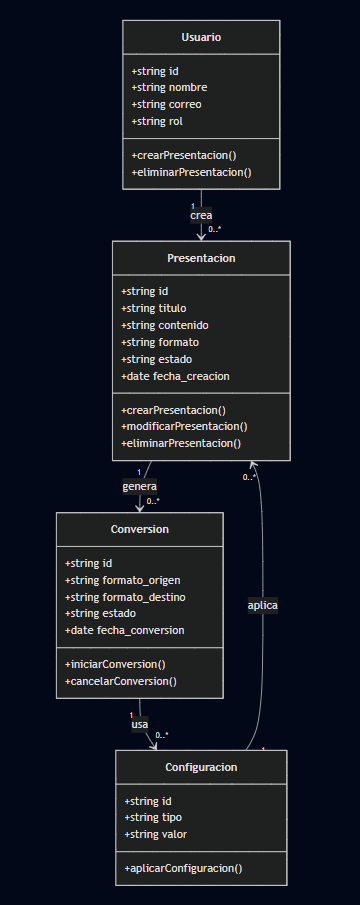 Usuario
+string id
+string nombre
+string correo
+string rol
+crearPresentacion()
+eliminarPresentacion()
1
crea
0..*
Presentacion
+string id
+string titulo
+string contenido
+string formato
+string estado
+date fecha_creacion
+crearPresentacion()
+modificarPresentacion()
+eliminarPresentacion()
1
0..*
genera
0..*
Conversion
+string id
+string formato_origen
+string formato_destino
+string estado
+date fecha_conversion
+iniciarConversion()
+cancelarConversion()
aplica
1
usa
0..*
1
Configuracion
+string id
+string tipo
+string valor
+aplicarConfiguracion()